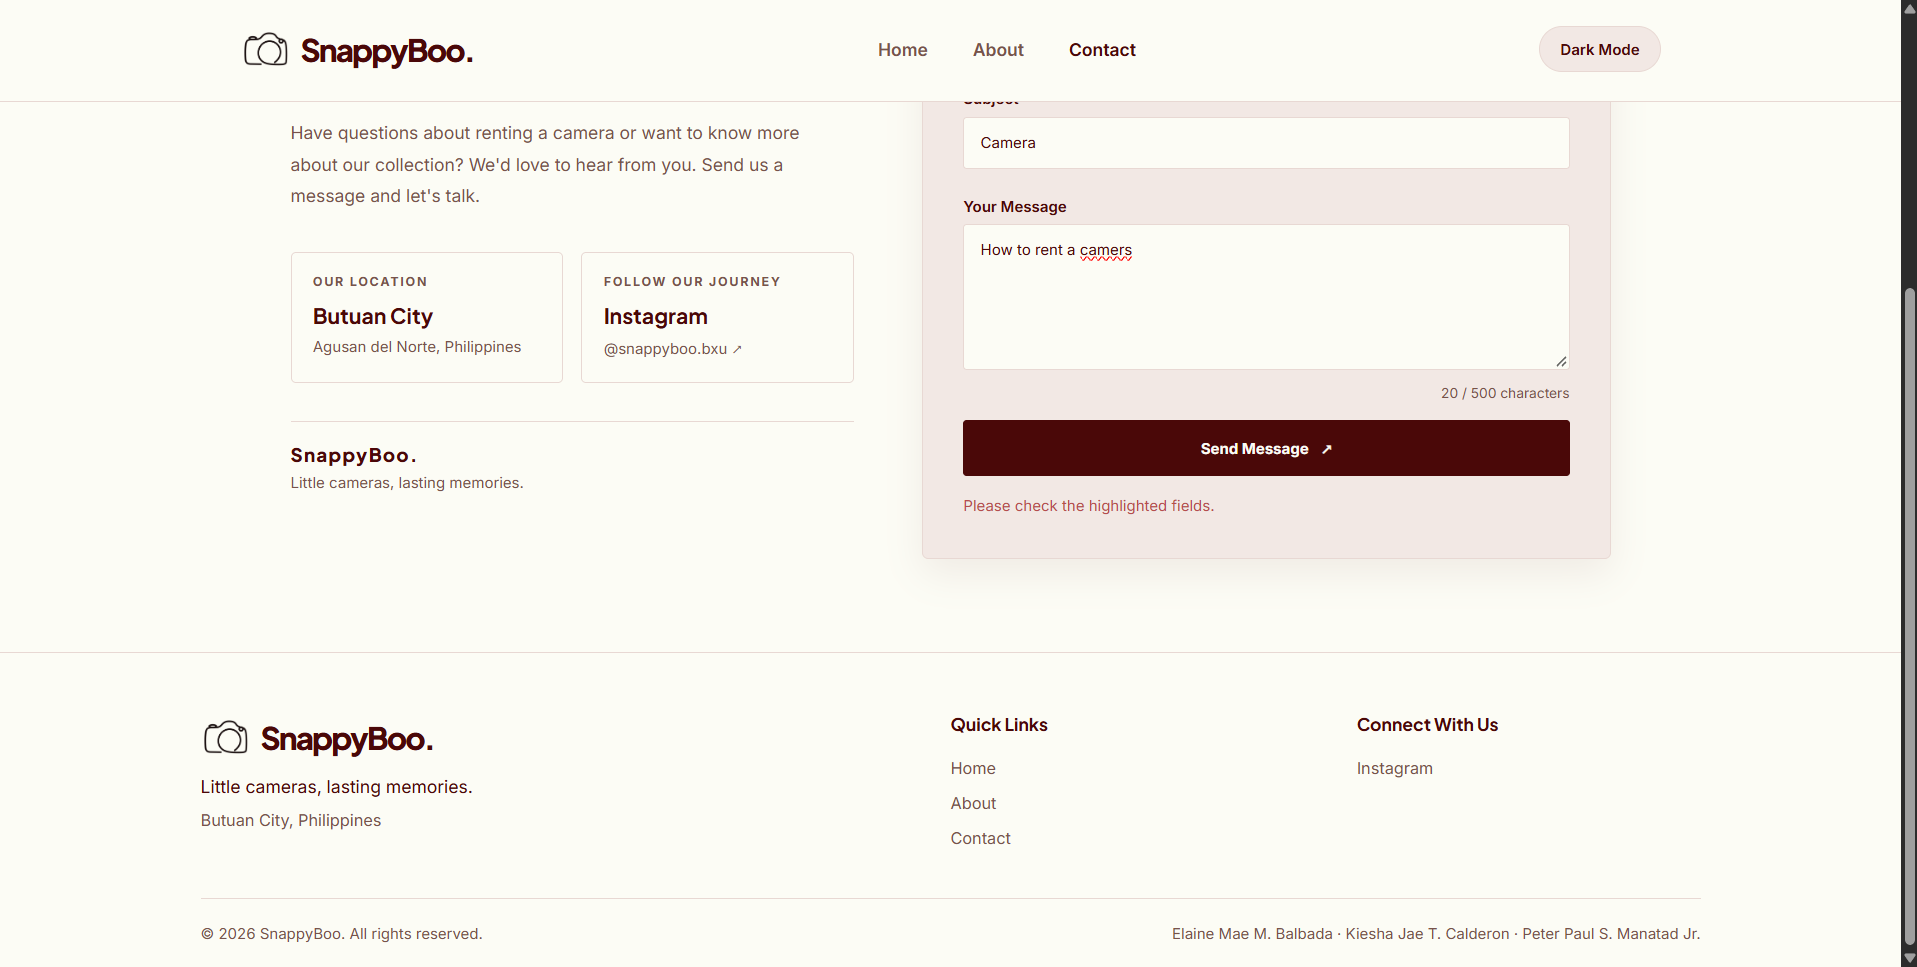 SnappyBoo.
Home
About
Contact
Dark Mode
Have questions about renting a camera or want to know more
about our collection? We'd love to hear from you. Send us a
message and let's talk.
OUR LOCATION
Butuan City
Agusan del Norte, Philippines
FOLLOW OUR JOURNEY
Instagram
@snappyboo.bxu ↗
SnappyBoo.
Little cameras, lasting memories.
Subject
Camera
Your Message
How to rent a camers
20 / 500 characters
Send Message ↗
Please check the highlighted fields.
SnappyBoo.
Little cameras, lasting memories.
Butuan City, Philippines
Quick Links
Home
About
Contact
Connect With Us
Instagram
© 2026 SnappyBoo. All rights reserved.
Elaine Mae M. Balbada · Kiesha Jae T. Calderon · Peter Paul S. Manatad Jr.